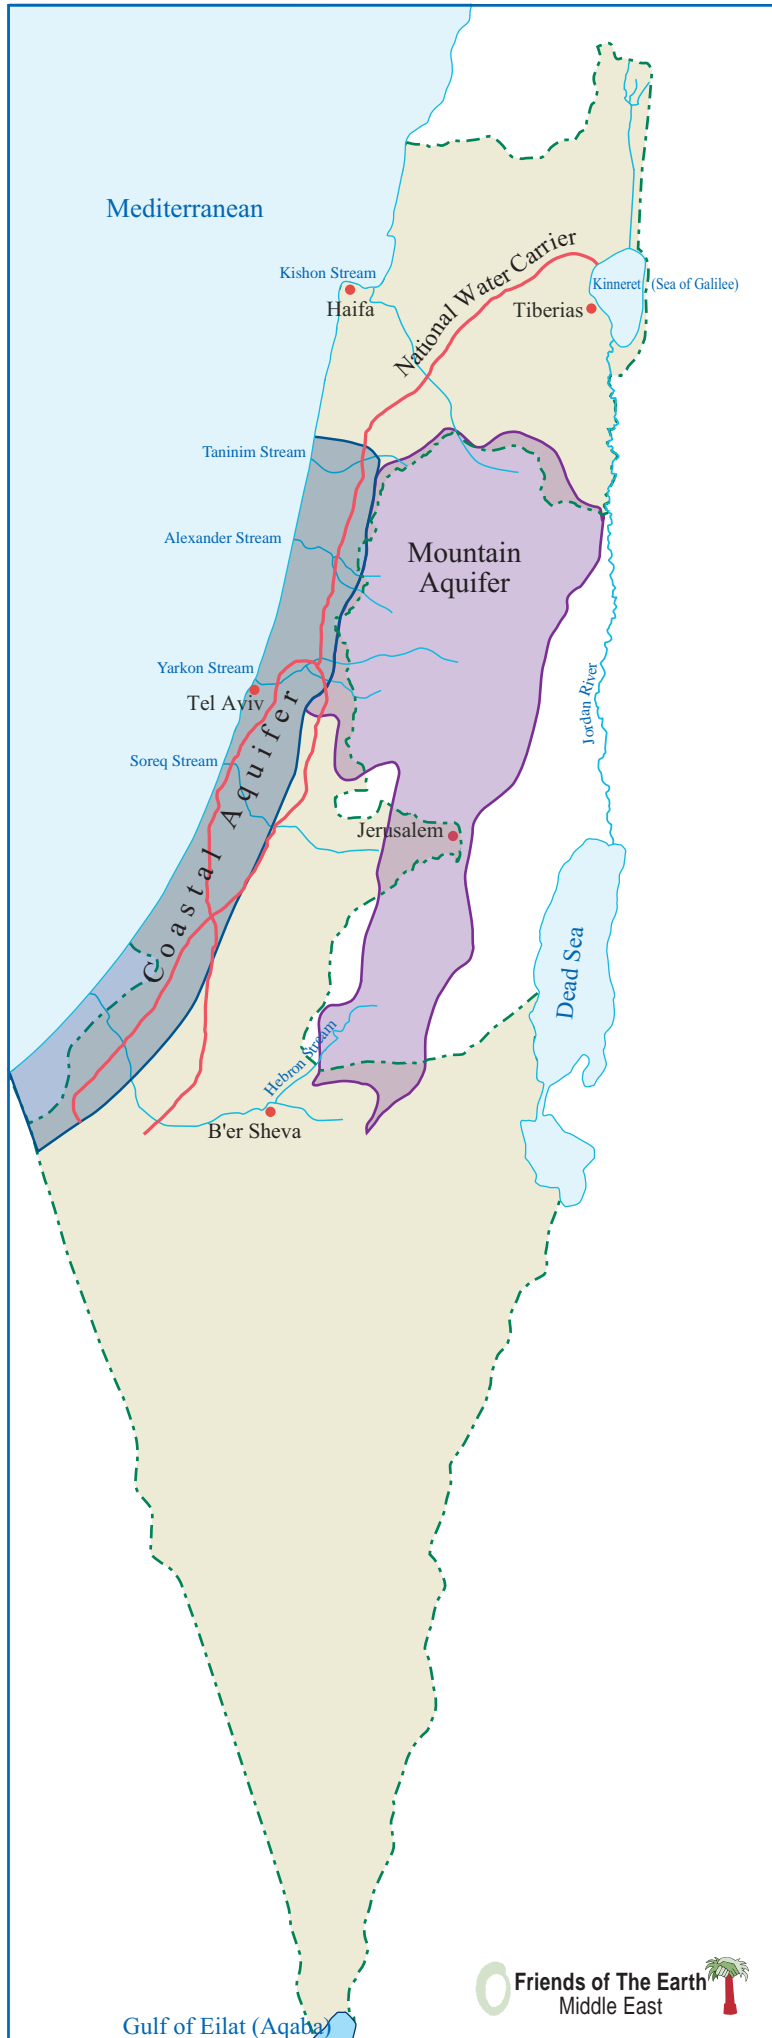 Mediterranean
Kishon Stream
Haifa
National Water Carrier
Kinneret (Sea of Galilee)
Tiberias
Taninim Stream
Alexander Stream
Mountain
Aquifer
Yarkon Stream
Tel Aviv
Jordan River
Soreq Stream
Coastal Aquifer
Jerusalem
Dead Sea
Hebron Stream
B'er Sheva
Friends of The Earth
Middle East
Gulf of Eilat (Aqaba)